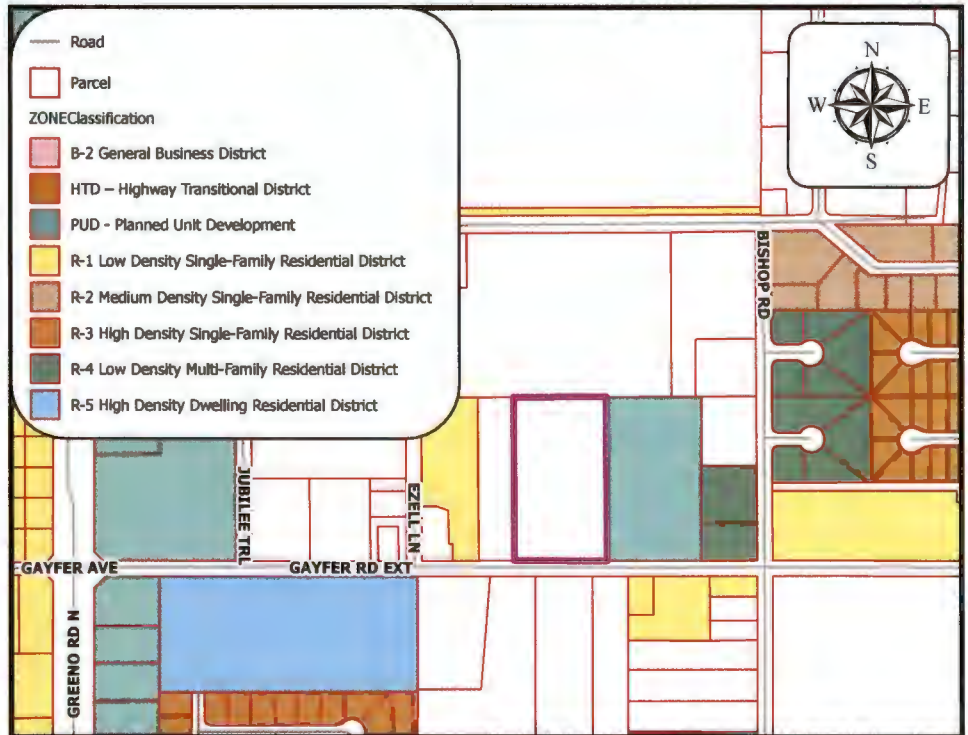 Road
Parcel
ZONEClassification
B-2 General Business District
HTD – Highway Transitional District
PUD - Planned Unit Development
R-1 Low Density Single-Family Residential District
R-2 Medium Density Single-Family Residential District
R-3 High Density Single-Family Residential District
R-4 Low Density Multi-Family Residential District
R-5 High Density Dwelling Residential District
N
W
E
S
BISHOP RD
JUBILEE TRL
EZELL LN
GAYFER AVE
GAYFER RD EXT
GREENO RD N